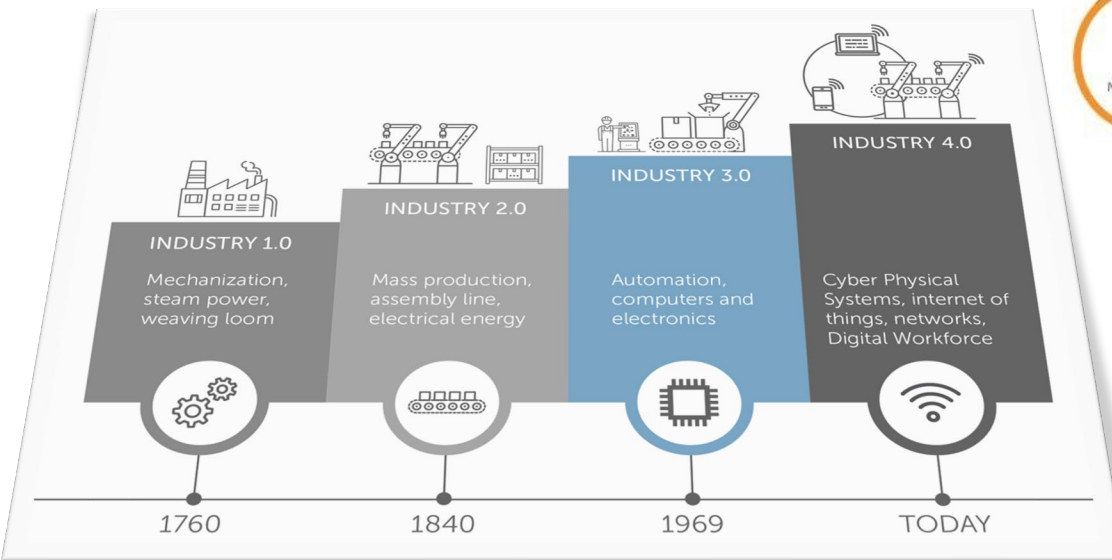 INDUSTRY 1.0
Mechanization,
steam power,
weaving loom
1760
INDUSTRY 2.0
Mass production,
assembly line,
electrical energy
1840
INDUSTRY 3.0
Automation,
computers and
electronics
1969
INDUSTRY 4.0
Cyber Physical
Systems, internet of
things, networks,
Digital Workforce
TODAY